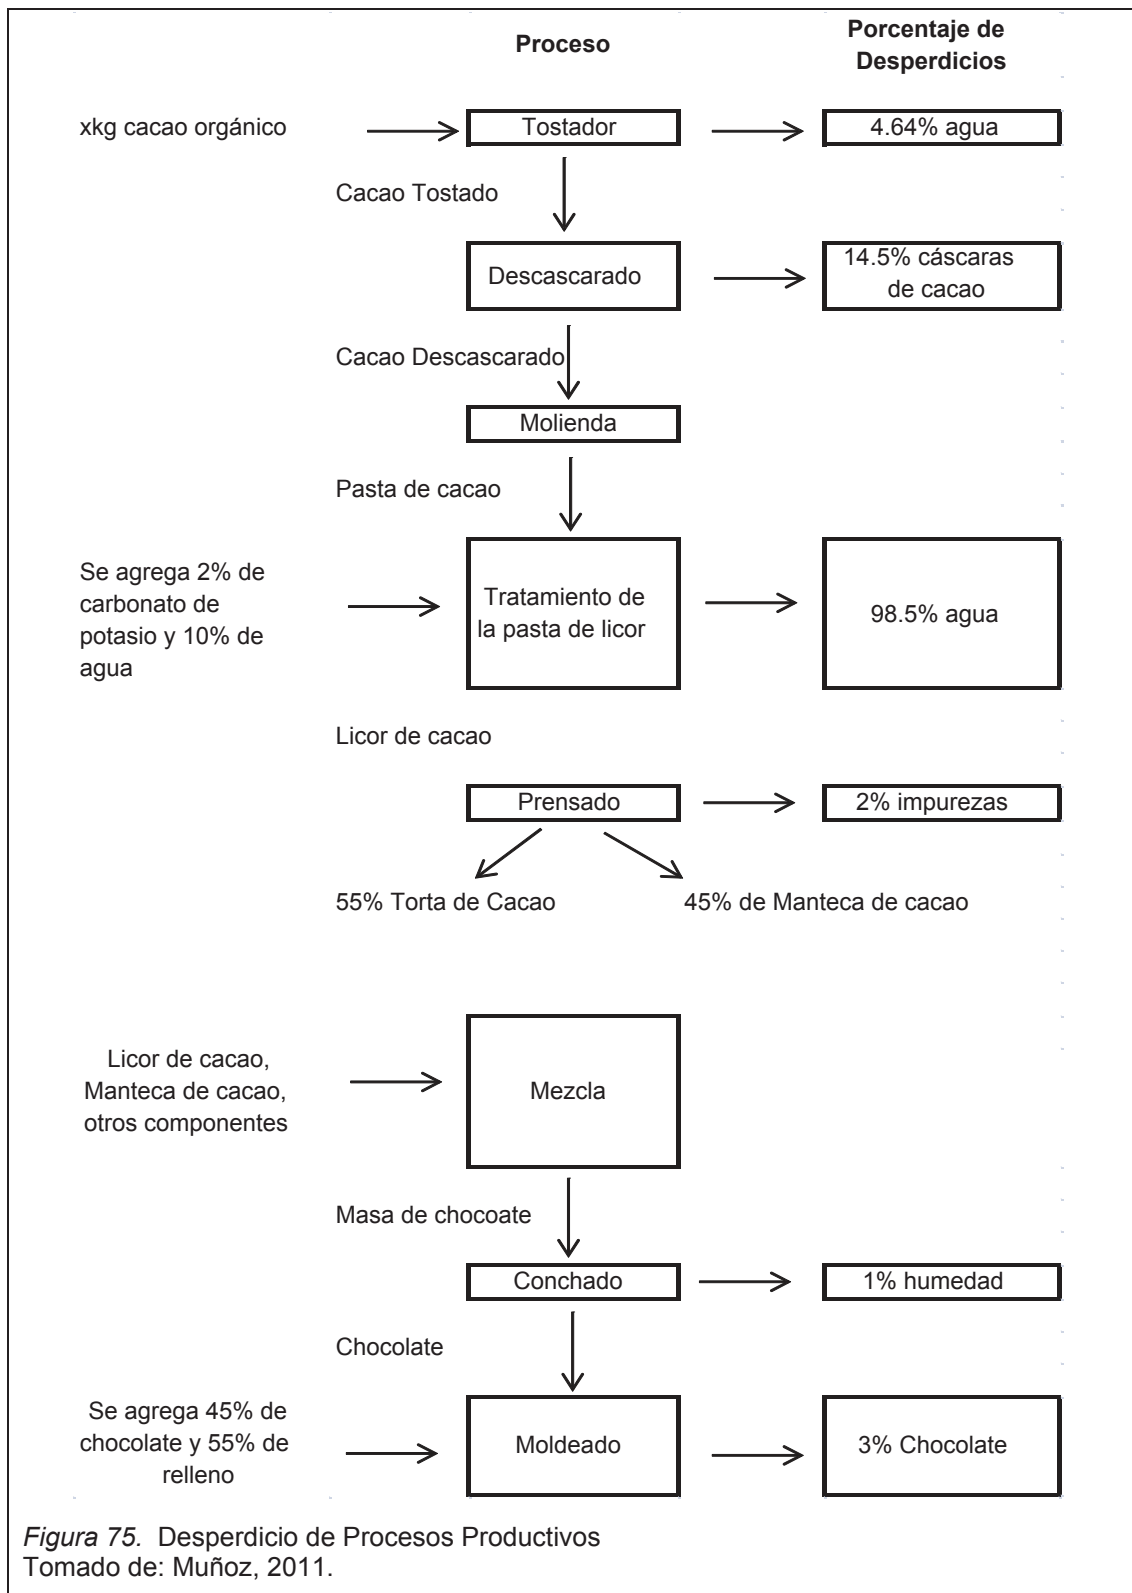 Proceso
Porcentaje de
Desperdicios
xkg cacao orgánico
Tostador
4.64% agua
Cacao Tostado
Descascarado
14.5% cáscaras
de cacao
Cacao Descascarado
Molienda
Pasta de cacao
Se agrega 2% de
carbonato de
potasio y 10% de
agua
Tratamiento de
la pasta de licor
98.5% agua
Licor de cacao
Prensado
2% impurezas
55% Torta de Cacao
45% de Manteca de cacao
Licor de cacao,
Manteca de cacao,
otros componentes
Mezcla
Masa de chocoate
Conchado
1% humedad
Chocolate
Se agrega 45% de
chocolate y 55% de
relleno
Moldeado
3% Chocolate
Figura 75. Desperdicio de Procesos Productivos
Tomado de: Muñoz, 2011.